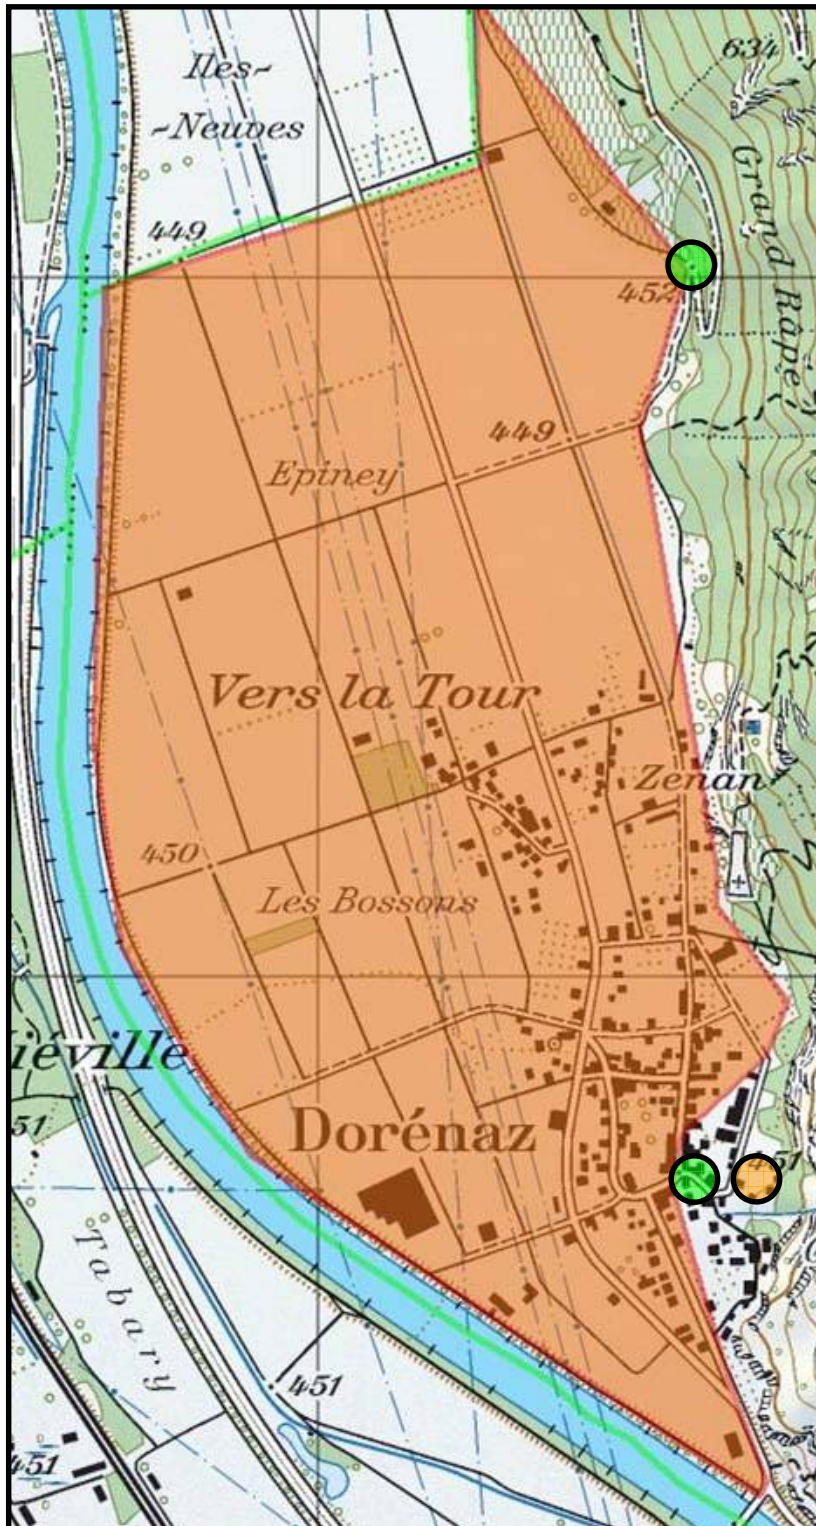 Iles-
-Neuves
634
Grand Râpe
449
452
449
Epiney
Vers la Tour
Zenan
450
Les Bossons
iéville
51
Dorénaz
451
Tabary
451
451